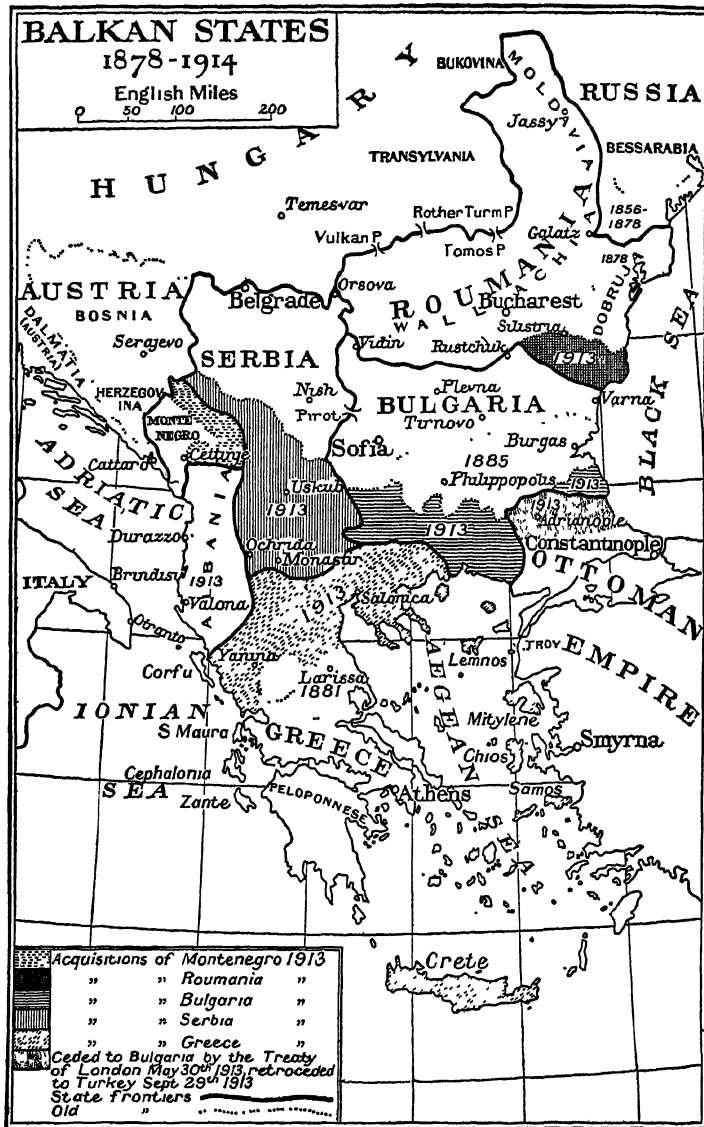 BALKAN STATES
1878-1914
English Miles
0 50 100 200
HUNGARY
BUKOVINA
MOLDAVIA
RUSSIA
Jassy
BESSARABIA
TRANSYLVANIA
Temesvar
Rother Turm P.
Vulkan P.
Tomos P.
1856-
1878
Galatz
1878
AUSTRIA
BOSNIA
Belgrade
Orsova
ROUMANIA
WALLACHIA
Bucharest
DOBRUJA
Silistria
DALMATIA
(AUSTRIA)
Serajevo
SERBIA
Vidin
Rustchuk
1913
BLACK SEA
HERZEGOV
INA
MONTE
NEGRO
Nish
Pirot
Plevna
BULGARIA
Tirnovo
Varna
Sofia
Burgas
Cattaro
Cettinje
1885
Philippopolis
1913
ADRIATIC
SEA
Uskub
1913
1913
1913
Adrianople
Durazzo
ALBANIA
1913
Ochrida
Monastir
Constantinople
ITALY
Brindisi
Valona
1913
Salonica
OTTOMAN
EMPIRE
Otranto
Corfu
Yanina
Larissa
1881
AEGEAN
SEA
Lemnos
TROY
IONIAN
SEA
S Maura
GREECE
Mitylene
Chios
Smyrna
Cephalonia
Zante
PELOPONNESE
Athens
Samos
Crete
Acquisitions of Montenegro 1913
" " Roumania "
" " Bulgaria "
" " Serbia "
" " Greece "
Ceded to Bulgaria by the Treaty
of London May 30th 1913, retroceded
to Turkey Sept 29th 1913
State frontiers
Old "